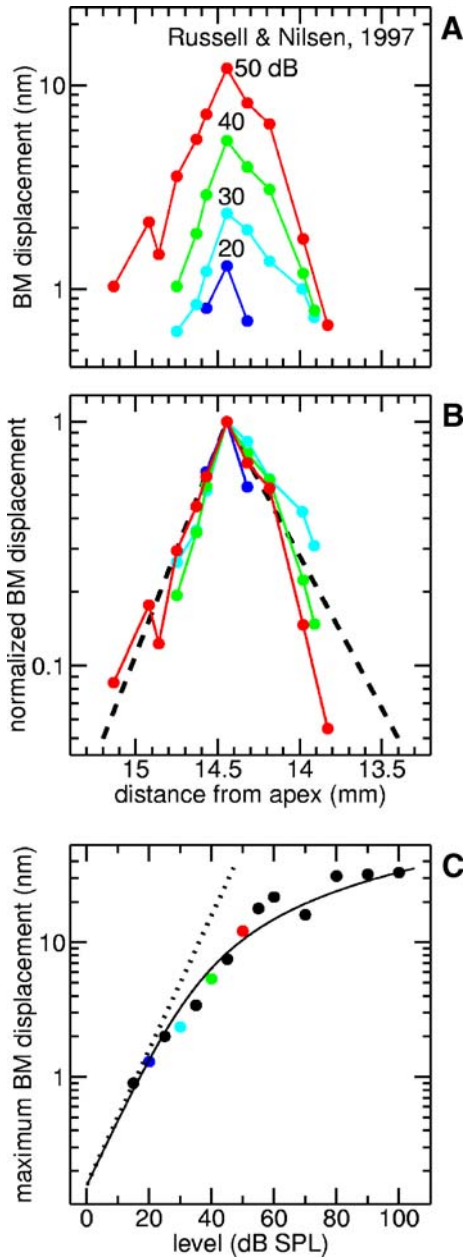 A
Russell & Nilsen, 1997
50 dB
40
30
20
10
1
BM displacement (nm)
B
1
0.1
normalized BM displacement
15 14.5 14 13.5
distance from apex (mm)
C
10
1
maximum BM displacement (nm)
0 20 40 60 80 100
level (dB SPL)